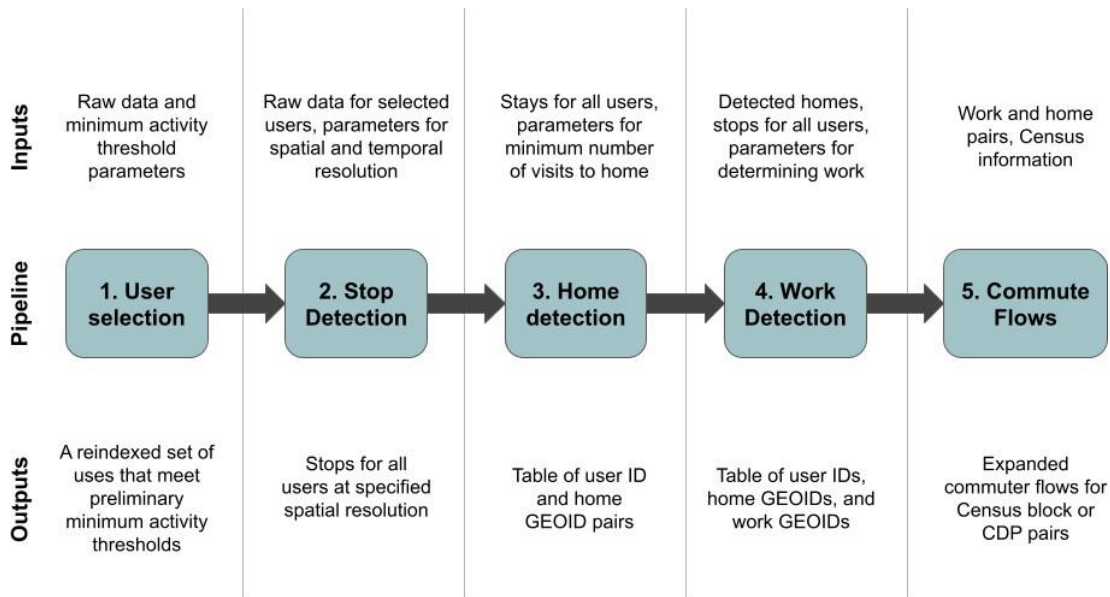 Inputs
Raw data and
minimum activity
threshold
parameters
Raw data for selected
users, parameters for
spatial and temporal
resolution
Stays for all users,
parameters for
minimum number
of visits to home
Detected homes,
stops for all users,
parameters for
determining work
Work and home
pairs, Census
information
Pipeline
1. User
selection
2. Stop
Detection
3. Home
detection
4. Work
Detection
5. Commute
Flows
Outputs
A reindexed set of
uses that meet
preliminary
minimum activity
thresholds
Stops for all
users at specified
spatial resolution
Table of user ID
and home
GEOID pairs
Table of user IDs,
home GEOIDs, and
work GEOIDs
Expanded
commuter flows for
Census block or
CDP pairs